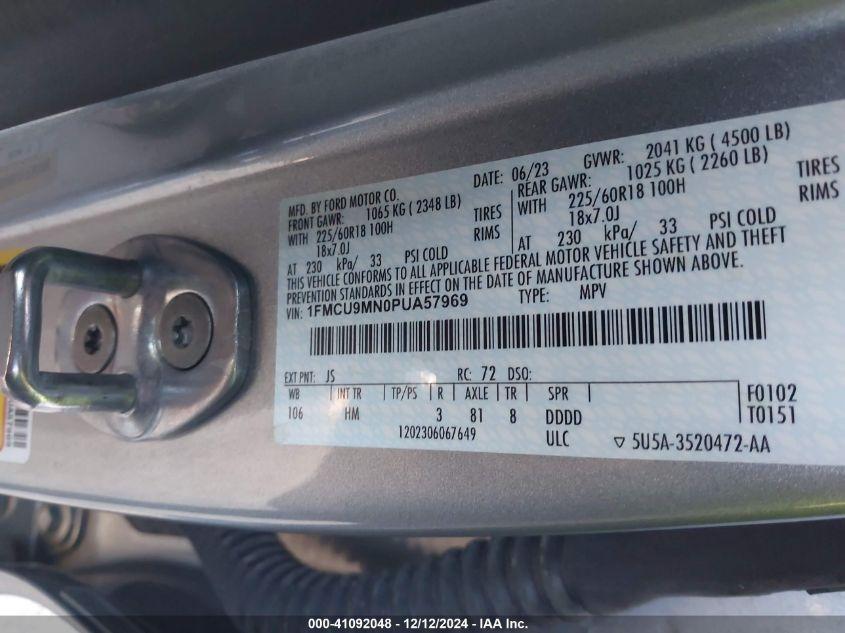 MFD. BY FORD MOTOR CO.
DATE: 06/23 GVWR: 2041 KG ( 4500 LB)
FRONT GAWR: 1065 KG ( 2348 LB)
REAR GAWR: 1025 KG ( 2260 LB)
WITH 225/60R18 100H TIRES
WITH 225/60R18 100H TIRES
18x7.0J RIMS
18x7.0J RIMS
AT 230 kPa/ 33 PSI COLD
AT 230 kPa/ 33 PSI COLD
THIS VEHICLE CONFORMS TO ALL APPLICABLE FEDERAL MOTOR VEHICLE SAFETY AND THEFT
PREVENTION STANDARDS IN EFFECT ON THE DATE OF MANUFACTURE SHOWN ABOVE.
VIN: 1FMCU9MN0PUA57969 TYPE: MPV
EXT PNT: JS RC: 72 DSO:
WB INT TR TP/PS R AXLE TR SPR F0102
106 HM 3 81 8 DDDD T0151
1202306067649 ULC ▽ 5U5A-3520472-AA
000-41092048 - 12/12/2024 - IAA Inc.